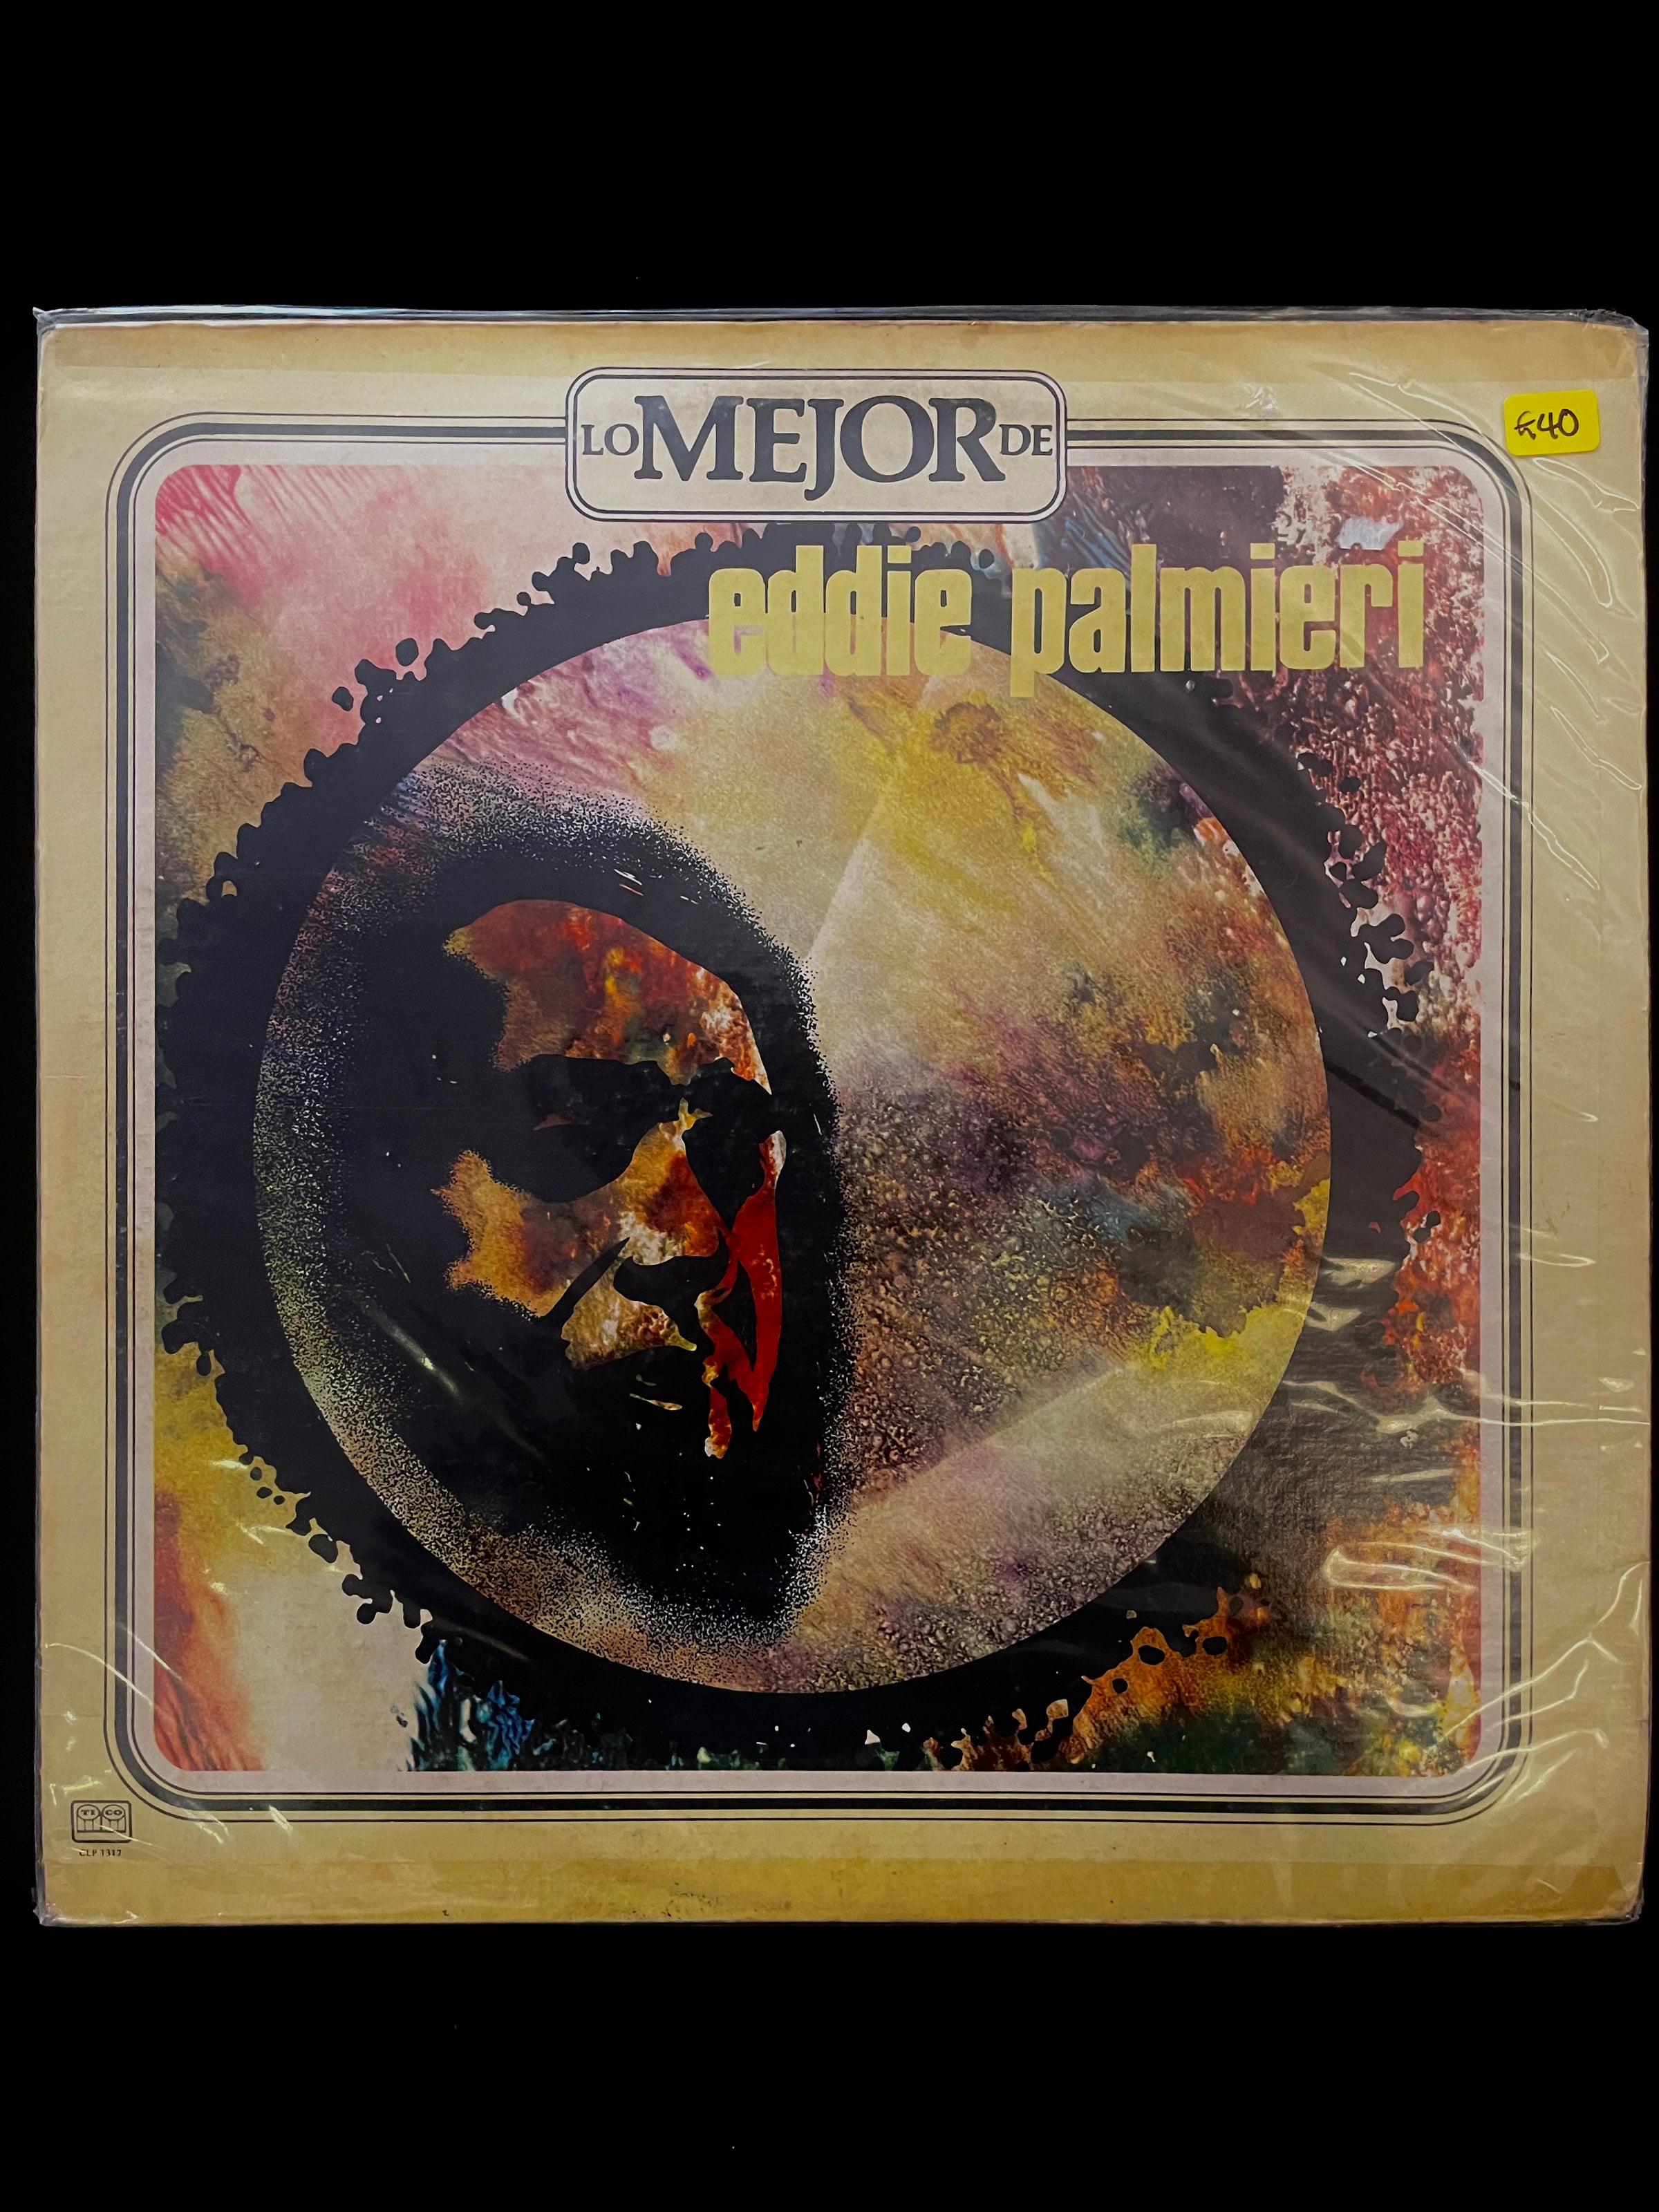 LO MEJOR DE
£40
eddie palmieri
TICO
CLP 1317